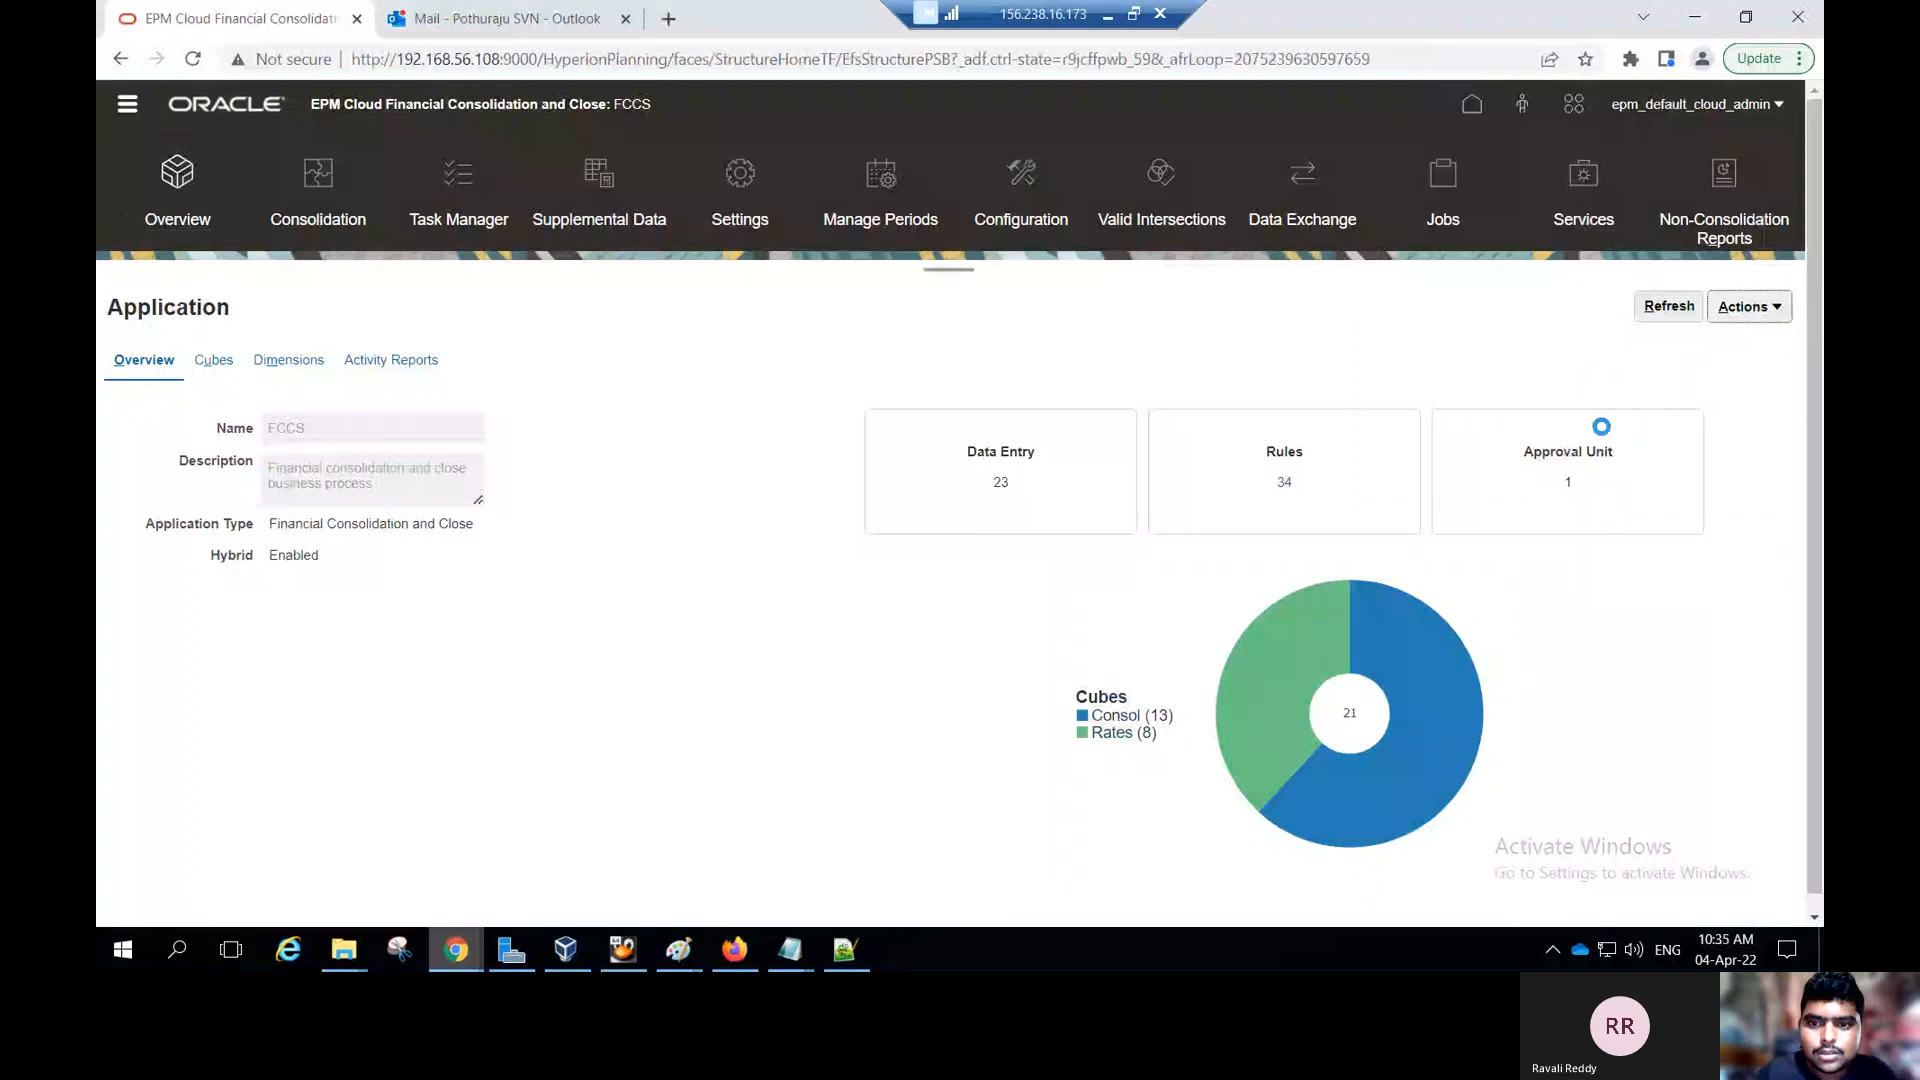 EPM Cloud Financial Consolidati
Mail - Pothuraju SVN - Outlook
156.238.16.173
Not secure
http://192.168.56.108:9000/HyperionPlanning/faces/StructureHomeTF/EfsStructurePSB?_adf.ctrl-state=r9jcffpwb_59&_afrLoop=2075239630597659
Update
ORACLE
EPM Cloud Financial Consolidation and Close: FCCS
epm_default_cloud_admin
Overview
Consolidation
Task Manager
Supplemental Data
Settings
Manage Periods
Configuration
Valid Intersections
Data Exchange
Jobs
Services
Non-Consolidation
Reports
Application
Refresh
Actions
Overview
Cubes
Dimensions
Activity Reports
Name
FCCS
Description
Financial consolidation and close
business process
Application Type
Financial Consolidation and Close
Hybrid
Enabled
Data Entry
23
Rules
34
Approval Unit
1
Cubes
Consol (13)
Rates (8)
21
Activate Windows
Go to Settings to activate Windows.
ENG
10:35 AM
04-Apr-22
RR
Ravali Reddy